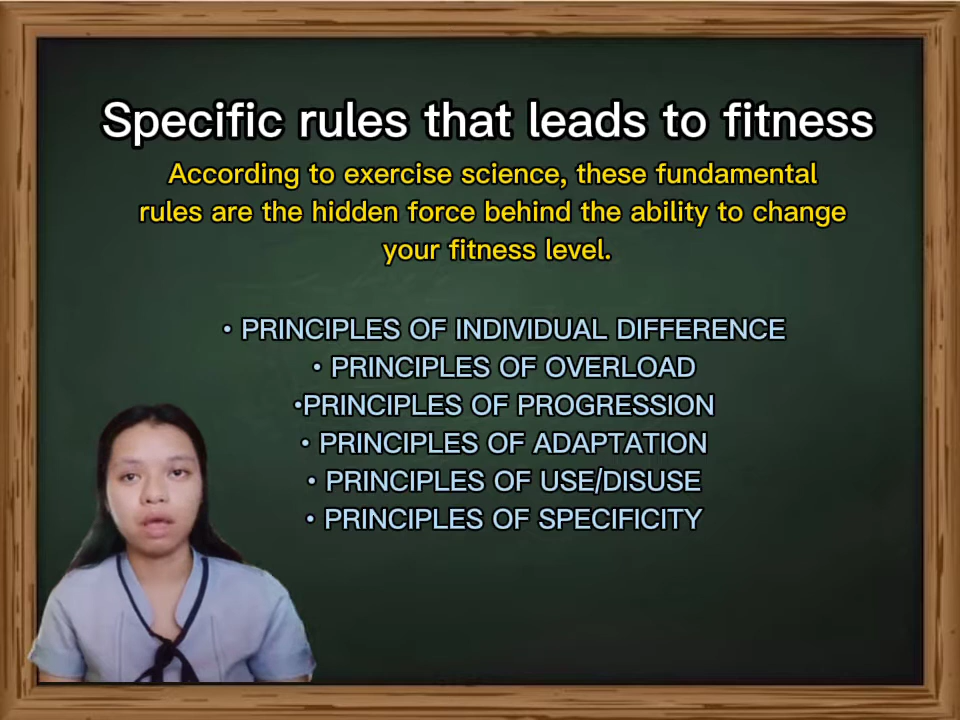 Specific rules that leads to fitness
According to exercise science, these fundamental
rules are the hidden force behind the ability to change
your fitness level.
• PRINCIPLES OF INDIVIDUAL DIFFERENCE
• PRINCIPLES OF OVERLOAD
•PRINCIPLES OF PROGRESSION
• PRINCIPLES OF ADAPTATION
• PRINCIPLES OF USE/DISUSE
• PRINCIPLES OF SPECIFICITY